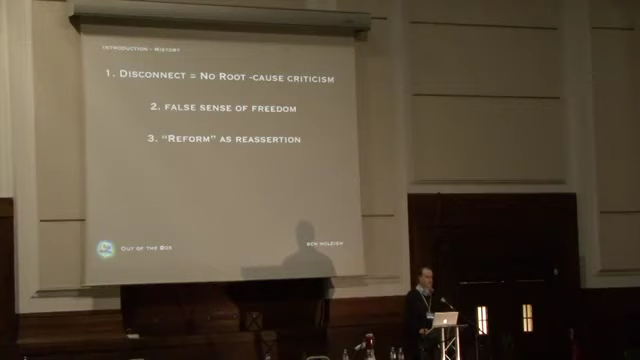 Introduction - History
1. Disconnect = No Root -cause criticism
2. false sense of freedom
3. “Reform” as reassertion
Out of the Box
Ben McLeish